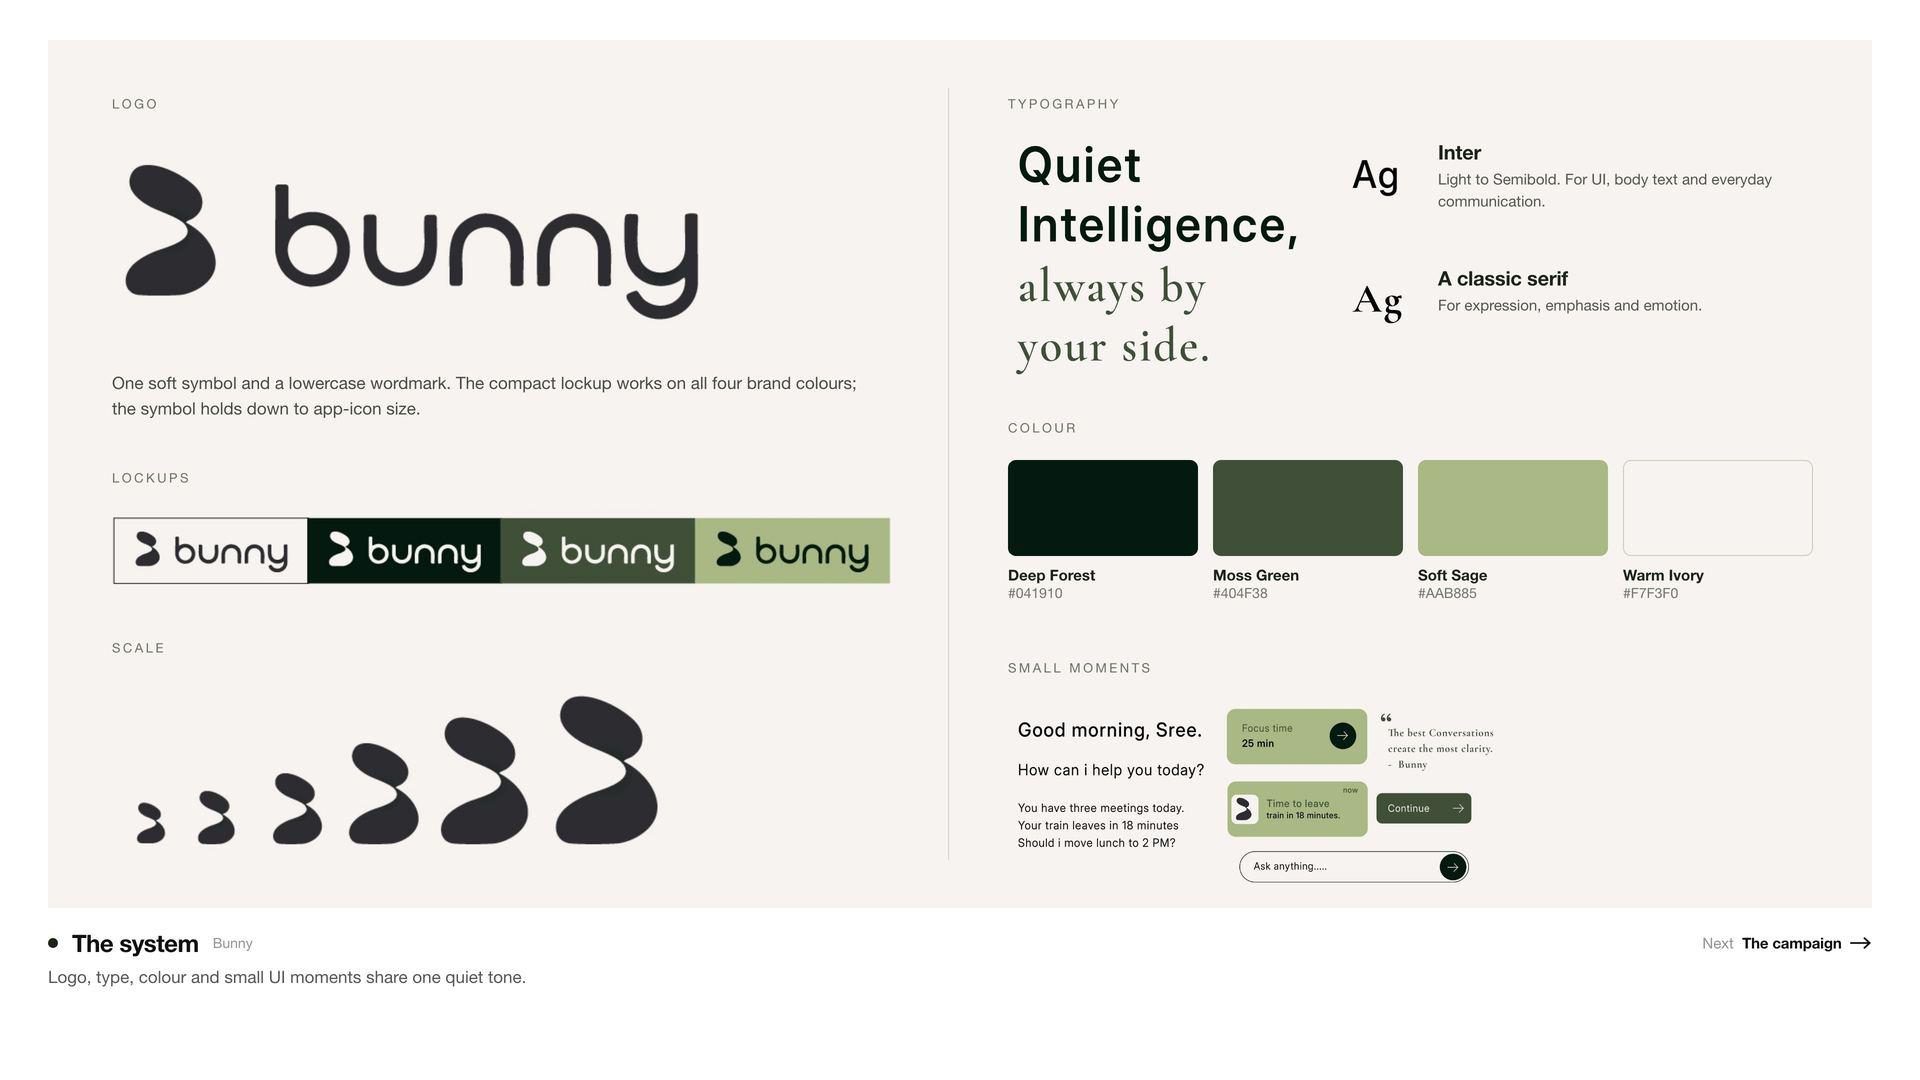 LOGO
bunny
One soft symbol and a lowercase wordmark. The compact lockup works on all four brand colours;
the symbol holds down to app-icon size.
LOCKUPS
bunny
bunny
bunny
bunny
SCALE
TYPOGRAPHY
Quiet
Intelligence,
always by
your side.
Ag
Inter
Light to Semibold. For UI, body text and everyday
communication.
Ag
A classic serif
For expression, emphasis and emotion.
COLOUR
Deep Forest
#041910
Moss Green
#404F38
Soft Sage
#AAB885
Warm Ivory
#F7F3F0
SMALL MOMENTS
Good morning, Sree.
How can i help you today?
You have three meetings today.
Your train leaves in 18 minutes
Should i move lunch to 2 PM?
Focus time
25 min
“
The best Conversations
create the most clarity.
- Bunny
now
Time to leave
train in 18 minutes.
Continue
Ask anything.....
The system Bunny
Logo, type, colour and small UI moments share one quiet tone.
Next The campaign